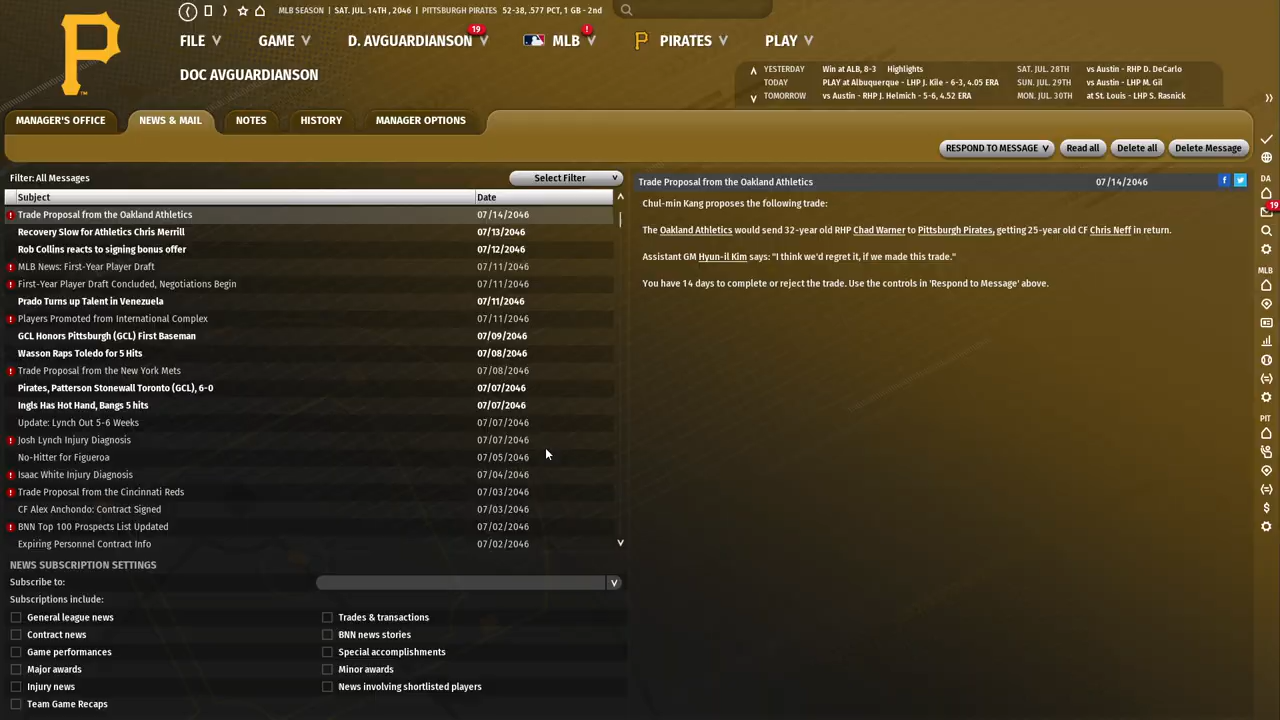 MLB SEASON | SAT. JUL. 14TH , 2046 | PITTSBURGH PIRATES 52-38, .577 PCT, 1 GB - 2nd
P
FILE GAME D. AVGUARDIANSON 19 MLB ! PIRATES PLAY
DOC AVGUARDIANSON
YESTERDAY Win at ALB, 8-3 Highlights SAT. JUL. 28TH vs Austin - RHP D. DeCarlo
TODAY PLAY at Albuquerque - LHP J. Kile - 6-3, 4.05 ERA SUN. JUL. 29TH vs Austin - LHP M. Gil
TOMORROW vs Austin - RHP J. Helmich - 5-6, 4.52 ERA MON. JUL. 30TH at St. Louis - LHP S. Rasnick
MANAGER'S OFFICE NEWS & MAIL NOTES HISTORY MANAGER OPTIONS
RESPOND TO MESSAGE Read all Delete all Delete Message
Filter: All Messages Select Filter
Subject Date
Trade Proposal from the Oakland Athletics 07/14/2046
Recovery Slow for Athletics Chris Merrill 07/13/2046
Rob Collins reacts to signing bonus offer 07/12/2046
MLB News: First-Year Player Draft 07/11/2046
First-Year Player Draft Concluded, Negotiations Begin 07/11/2046
Prado Turns up Talent in Venezuela 07/11/2046
Players Promoted from International Complex 07/11/2046
GCL Honors Pittsburgh (GCL) First Baseman 07/09/2046
Wasson Raps Toledo for 5 Hits 07/08/2046
Trade Proposal from the New York Mets 07/08/2046
Pirates, Patterson Stonewall Toronto (GCL), 6-0 07/07/2046
Ingls Has Hot Hand, Bangs 5 hits 07/07/2046
Update: Lynch Out 5-6 Weeks 07/07/2046
Josh Lynch Injury Diagnosis 07/07/2046
No-Hitter for Figueroa 07/05/2046
Isaac White Injury Diagnosis 07/04/2046
Trade Proposal from the Cincinnati Reds 07/03/2046
CF Alex Anchondo: Contract Signed 07/03/2046
BNN Top 100 Prospects List Updated 07/02/2046
Expiring Personnel Contract Info 07/02/2046
NEWS SUBSCRIPTION SETTINGS
Subscribe to:
Subscriptions include:
General league news Trades & transactions
Contract news BNN news stories
Game performances Special accomplishments
Major awards Minor awards
Injury news News involving shortlisted players
Team Game Recaps
Trade Proposal from the Oakland Athletics 07/14/2046
Chul-min Kang proposes the following trade:
The Oakland Athletics would send 32-year old RHP Chad Warner to Pittsburgh Pirates, getting 25-year old CF Chris Neff in return.
Assistant GM Hyun-il Kim says: "I think we'd regret it, if we made this trade."
You have 14 days to complete or reject the trade. Use the controls in 'Respond to Message' above.
DA
19
MLB
PIT